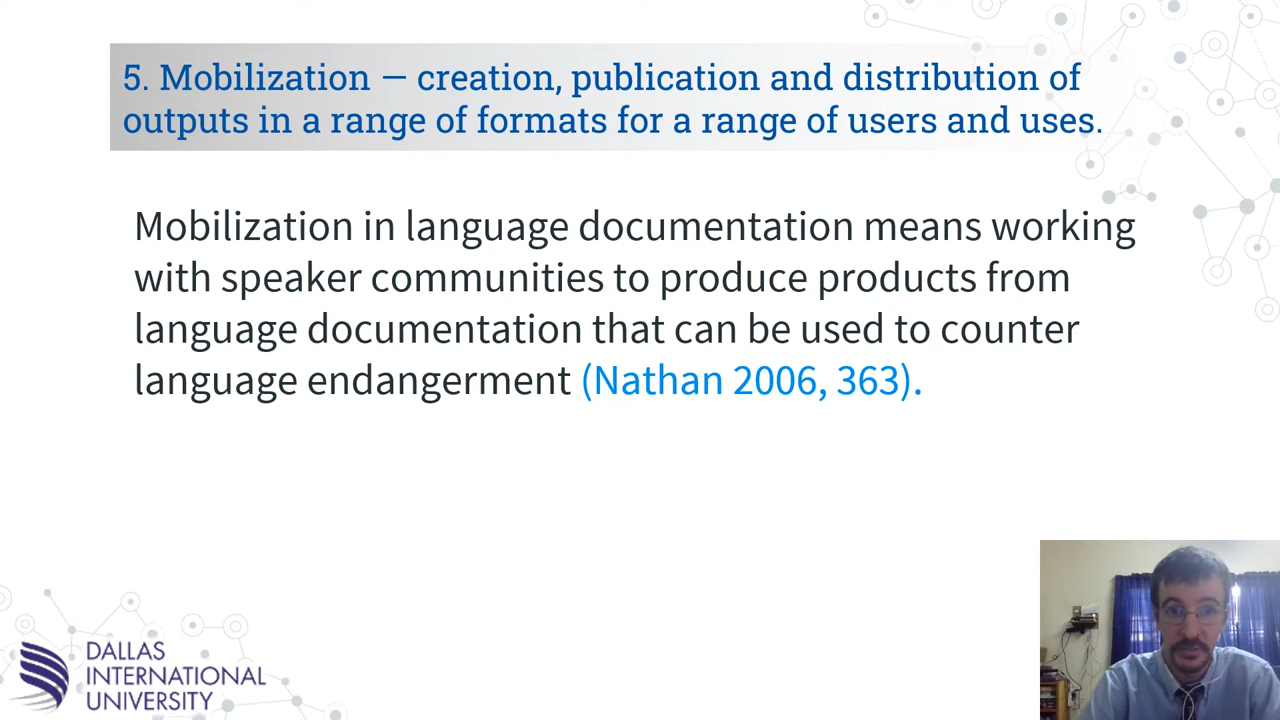 5. Mobilization — creation, publication and distribution of
outputs in a range of formats for a range of users and uses.
Mobilization in language documentation means working
with speaker communities to produce products from
language documentation that can be used to counter
language endangerment (Nathan 2006, 363).
DALLAS
INTERNATIONAL
UNIVERSITY